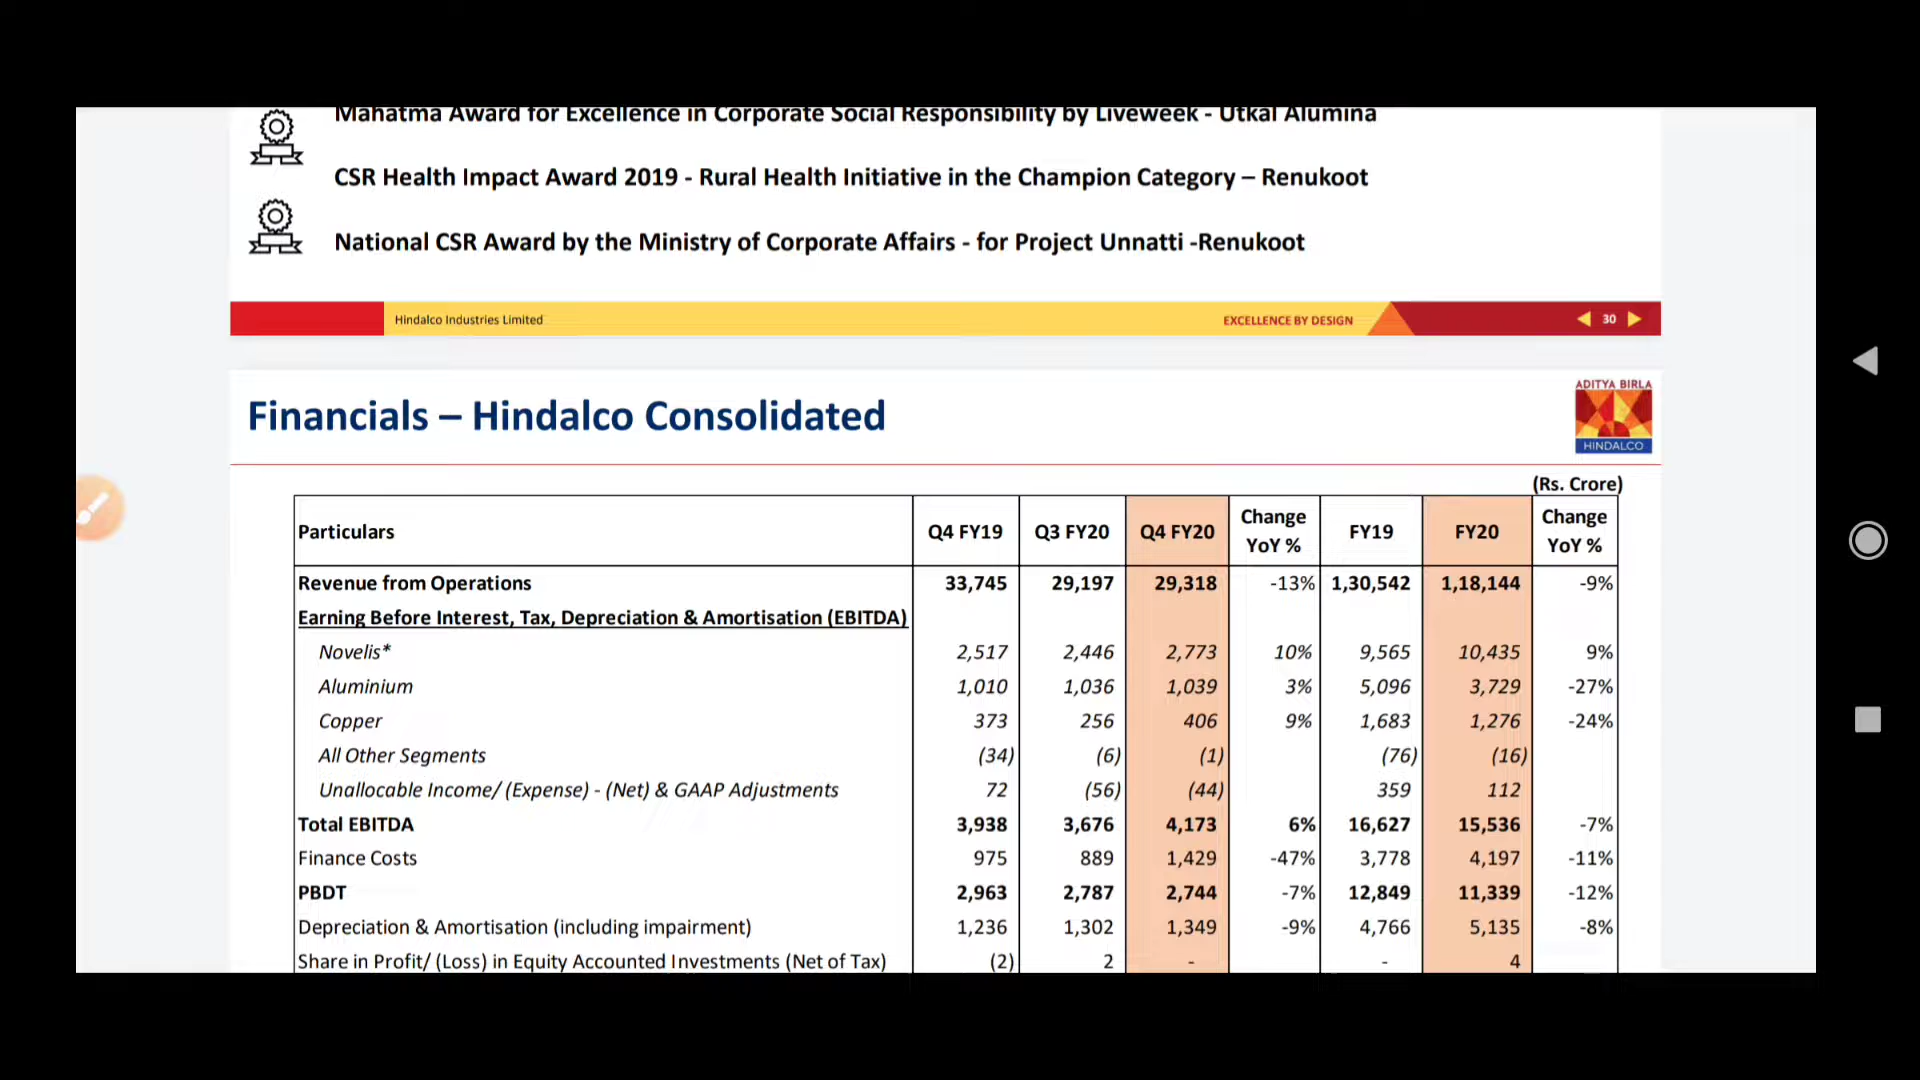 Mahatma Award for Excellence in Corporate Social Responsibility by Liveweek - Utkal Alumina
CSR Health Impact Award 2019 - Rural Health Initiative in the Champion Category – Renukoot
National CSR Award by the Ministry of Corporate Affairs - for Project Unnatti -Renukoot
Hindalco Industries Limited EXCELLENCE BY DESIGN 30
Financials – Hindalco Consolidated
ADITYA BIRLA
HINDALCO
(Rs. Crore)
Particulars Q4 FY19 Q3 FY20 Q4 FY20 Change YoY % FY19 FY20 Change YoY %
Revenue from Operations 33,745 29,197 29,318 -13% 1,30,542 1,18,144 -9%
Earning Before Interest, Tax, Depreciation & Amortisation (EBITDA)
Novelis* 2,517 2,446 2,773 10% 9,565 10,435 9%
Aluminium 1,010 1,036 1,039 3% 5,096 3,729 -27%
Copper 373 256 406 9% 1,683 1,276 -24%
All Other Segments (34) (6) (1) (76) (16)
Unallocable Income/ (Expense) - (Net) & GAAP Adjustments 72 (56) (44) 359 112
Total EBITDA 3,938 3,676 4,173 6% 16,627 15,536 -7%
Finance Costs 975 889 1,429 -47% 3,778 4,197 -11%
PBDT 2,963 2,787 2,744 -7% 12,849 11,339 -12%
Depreciation & Amortisation (including impairment) 1,236 1,302 1,349 -9% 4,766 5,135 -8%
Share in Profit/ (Loss) in Equity Accounted Investments (Net of Tax) (2) 2 - - 4